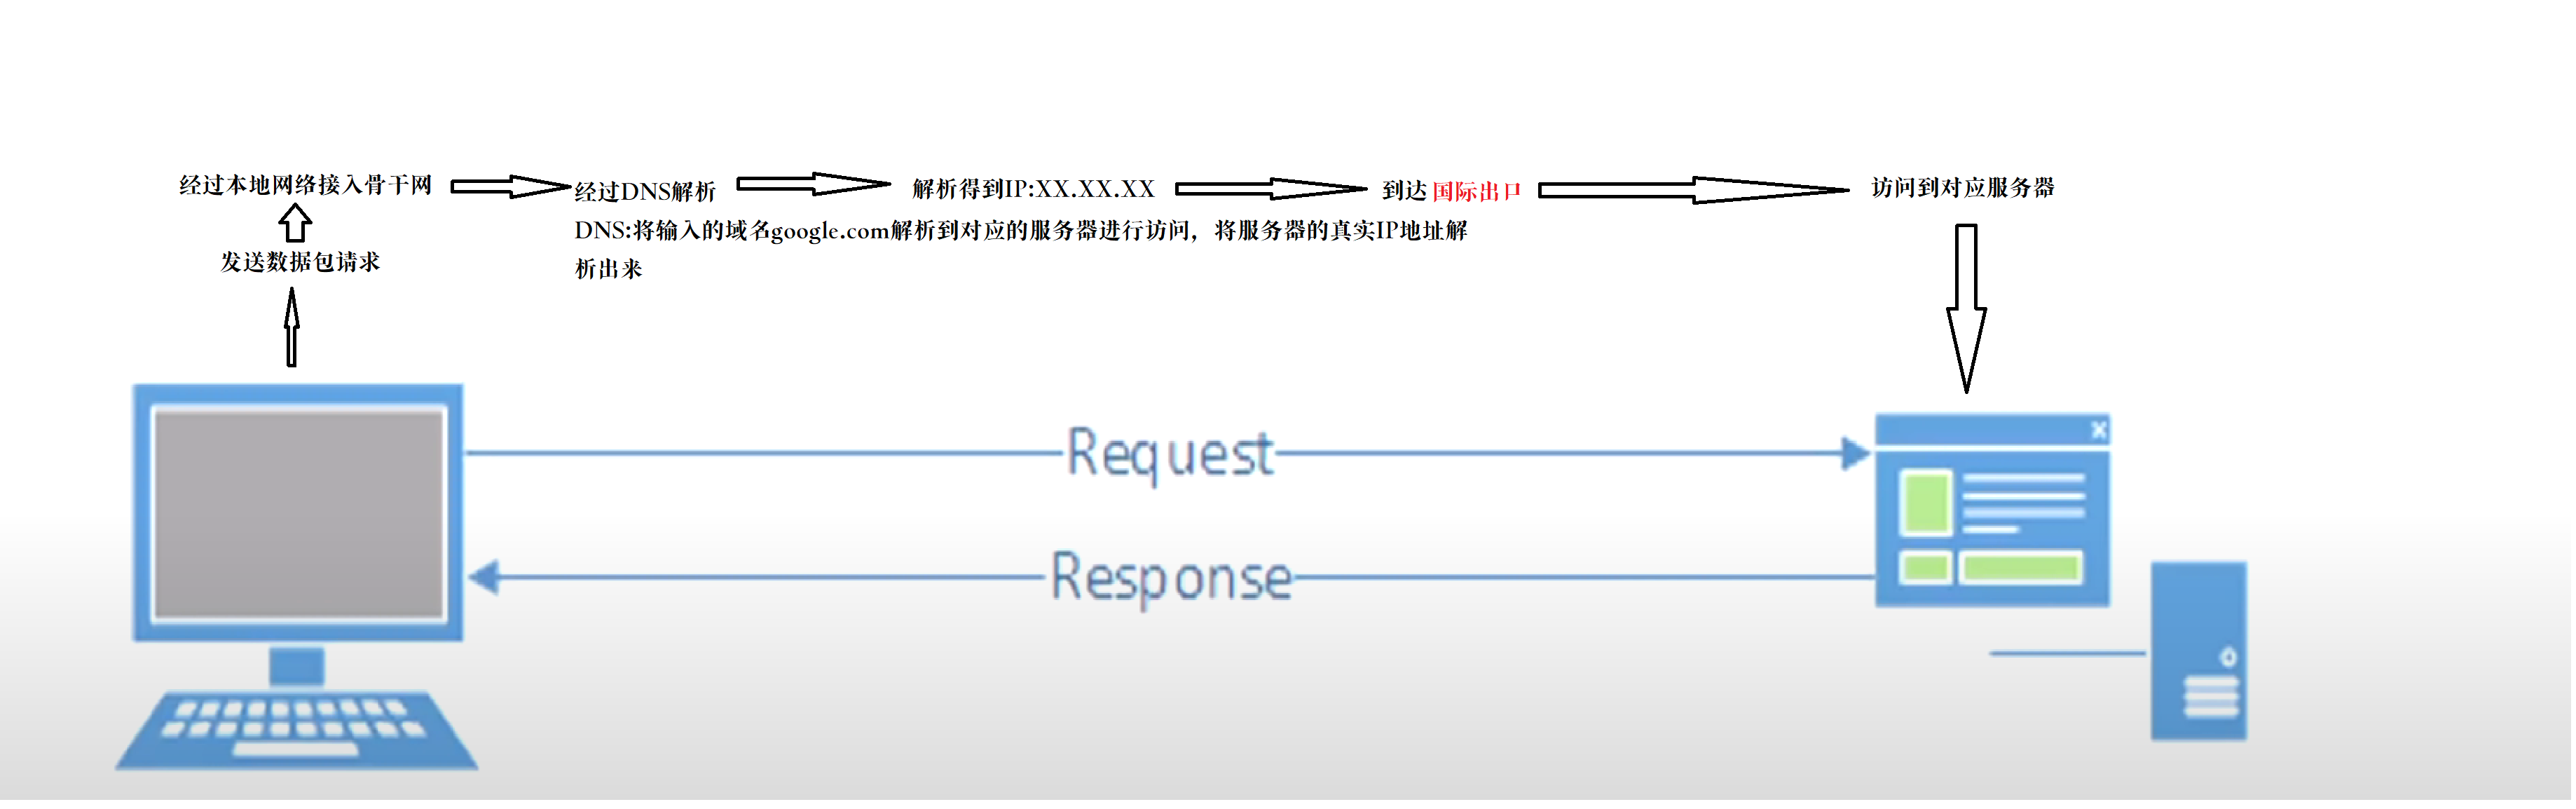 经过本地网络接入骨干网
发送数据包请求
经过DNS解析
解析得到IP:XX.XX.XX
到达 国际出口
访问到对应服务器
DNS:将输入的域名google.com解析到对应的服务器进行访问，将服务器的真实IP地址解
析出来
Request
Response